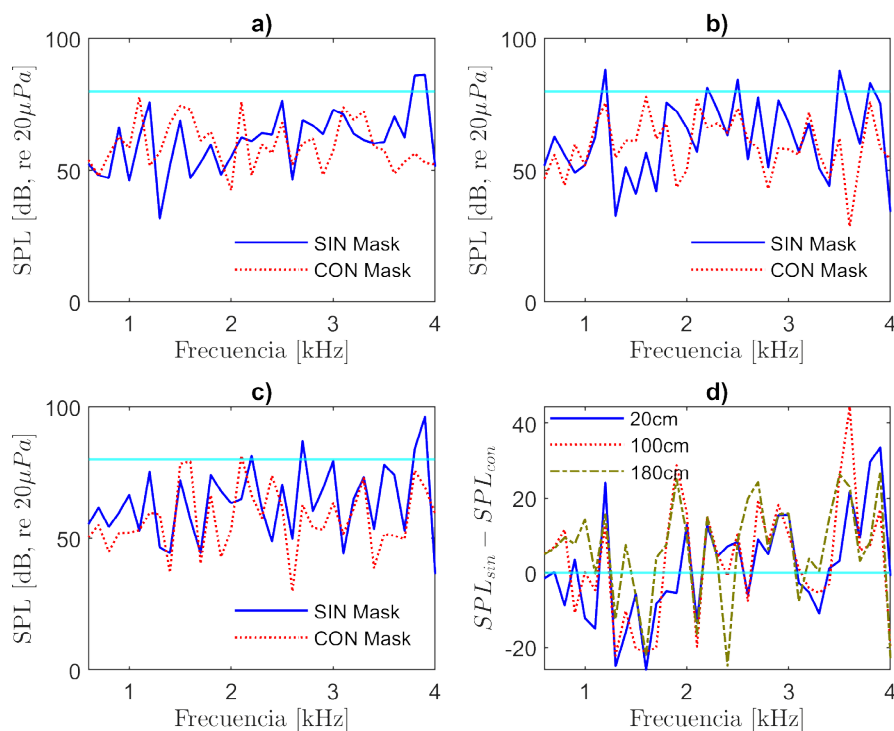 a)
SPL [dB, re 20μPa)
100
50
0
SIN Mask
CON Mask
1 2 3 4
Frecuencia [kHz]
b)
SPL [dB, re 20μPa)
100
50
0
SIN Mask
CON Mask
1 2 3 4
Frecuencia [kHz]
c)
SPL [dB, re 20μPa)
100
50
0
SIN Mask
CON Mask
1 2 3 4
Frecuencia [kHz]
d)
SPL_sin − SPL_con
40
20
0
-20
20cm
100cm
180cm
1 2 3 4
Frecuencia [kHz]